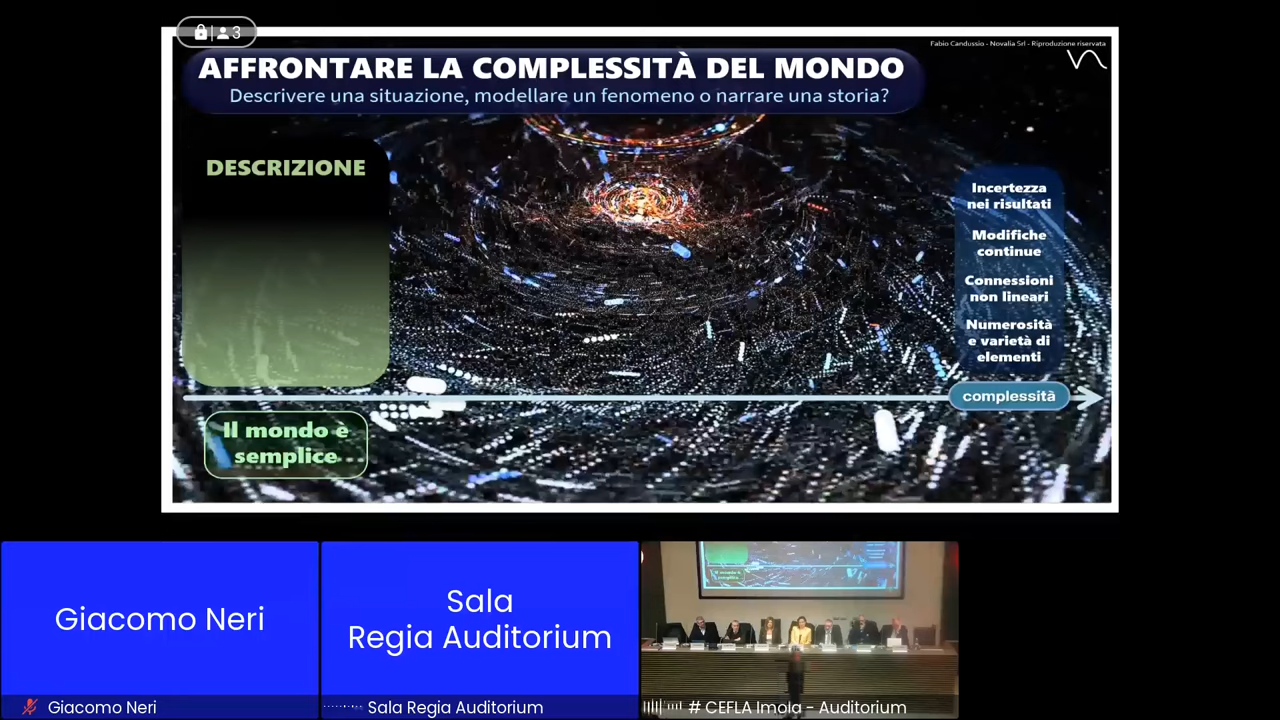 3
Fabio Candussio - Novalia Srl - Riproduzione riservata
AFFRONTARE LA COMPLESSITÀ DEL MONDO
Descrivere una situazione, modellare un fenomeno o narrare una storia?
DESCRIZIONE
Incertezza
nei risultati
Modifiche
continue
Connessioni
non lineari
Numerosità
e varietà di
elementi
complessità
Il mondo è
semplice
Giacomo Neri
Sala
Regia Auditorium
Giacomo Neri
Sala Regia Auditorium
# CEFLA Imola - Auditorium